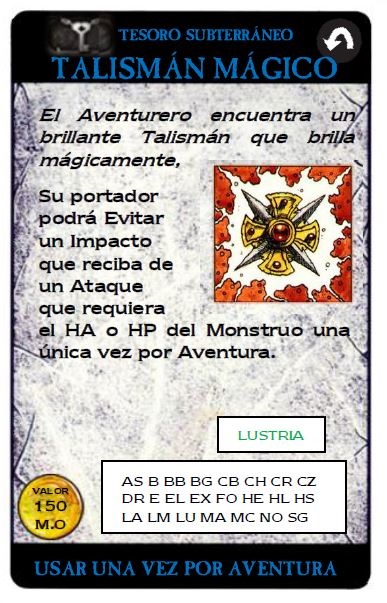 TESORO SUBTERRÁNEO
TALISMÁN MÁGICO
El Aventurero encuentra un
brillante Talismán que brilla
mágicamente,
Su portador
podrá Evitar
un Impacto
que reciba de
un Ataque
que requiera
el HA o HP del Monstruo una
única vez por Aventura.
LUSTRIA
AS B BB BG CB CH CR CZ
DR E EL EX FO HE HL HS
LA LM LU MA MC NO SG
VALOR
150
M.O
USAR UNA VEZ POR AVENTURA